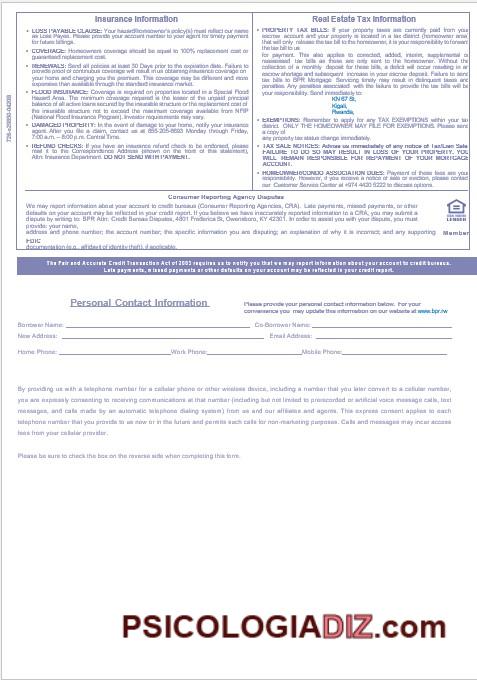 Insurance Information
LOSS PAYABLE CLAUSE: Your hazard/homeowner's policy(s) must reflect our name
as Loss Payee. Please provide your account number to your agent for timely payment
for future billings.
COVERAGE: Homeowners coverage should be equal to 100% replacement cost or
guaranteed replacement cost.
RENEWALS: Send all policies at least 30 Days prior to the expiration date. Failure to
provide proof of continuous coverage will result in us obtaining insurance coverage on
your home and charging you the premium. This coverage may be different and more
expensive than available through the standard insurance market.
FLOOD INSURANCE: Coverage is required on properties located in a Special Flood
Hazard Area. The minimum coverage required is the lesser of the unpaid principal
balance of all active loans secured by the insurable structure or the replacement cost of
the insurable structure not to exceed the maximum coverage available from NFIP
(National Flood Insurance Program). Investor requirements may vary.
DAMAGED PROPERTY: In the event of damage to your home, notify your insurance
agent. After you file a claim, contact us at 855-205-8693 Monday through Friday,
7:00 a.m. – 6:00 p.m. Central Time.
REFUND CHECKS: If you have an insurance refund check to be endorsed, please
mail it to the Correspondence Address (shown on the front of this statement),
Attn: Insurance Department. DO NOT SEND WITH PAYMENT.
Real Estate Tax Information
PROPERTY TAX BILLS: If your property taxes are currently paid from your
escrow account and your property is located in a tax district (homeowner area)
that will only release the tax bill to the homeowner, it is your responsibility to forward
the tax bill to us
for payment. This also applies to corrected, added, interim, supplemental or
reassessed tax bills as those are only sent to the homeowner. Without the
collection of a monthly deposit for these bills, a deficit will occur resulting in an
escrow shortage and subsequent increase in your escrow deposit. Failure to send
tax bills to BPR Mortgage Servicing timely may result in delinquent taxes and
penalties. Any penalties associated with the failure to provide the tax bills will be
your responsibility. Send immediately to:
KN 67 St,
Kigali,
Rwanda,
EXEMPTIONS: Remember to apply for any TAX EXEMPTIONS within your tax
district. ONLY THE HOMEOWNER MAY FILE FOR EXEMPTIONS. Please send
a copy of
any property tax status change immediately.
TAX SALE NOTICES: Advise us immediately of any notice of Tax/Lien Sale
FAILURE TO DO SO MAY RESULT IN LOSS OF YOUR PROPERTY. YOU
WILL REMAIN RESPONSIBLE FOR REPAYMENT OF YOUR MORTGAGE
ACCOUNT.
HOMEOWNER/CONDO ASSOCIATION DUES: Payment of these fees are your
responsibility. However, if you receive a notice of sale or eviction, please contact
our Customer Service Center at +974 4420 5222 to discuss options.
Consumer Reporting Agency Disputes
We may report information about your account to credit bureaus (Consumer Reporting Agencies, CRA). Late payments, missed payments, or other
defaults on your account may be reflected in your credit report. If you believe we have inaccurately reported information to a CRA, you may submit a
dispute by writing to: BPR Attn: Credit Bureau Disputes, 4801 Frederica St, Owensboro, KY 42301. In order to assist you with your dispute, you must
provide: your name,
address and phone number; the account number; the specific information you are disputing; an explanation of why it is incorrect; and any supporting
LENDER
Member
FDIC
documentation (e.g., affidavit of identity theft), if applicable.
The Fair and Accurate Credit Transaction Act of 2003 requires us to notify you that we may report information about your account to credit bureaus.
Late payments, missed payments or other defaults on your account may be reflected in your credit report.
Personal Contact Information
Please provide your personal contact information below. For your
convenience you may update this information on our website at www.bpr.rw
Borrower Name: Co-Borrower Name:
New Address: Email Address:
Home Phone: Work Phone: Mobile Phone:
By providing us with a telephone number for a cellular phone or other wireless device, including a number that you later convert to a cellular number,
you are expressly consenting to receiving communications at that number (including but not limited to prerecorded or artificial voice message calls, text
messages, and calls made by an automatic telephone dialing system) from us and our affiliates and agents. This express consent applies to each
telephone number that you provide to us now or in the future and permits such calls for non-marketing purposes. Calls and messages may incur access
fees from your cellular provider.
Please be sure to check the box on the reverse side when completing this form.
PSICOLOGIADIZ.com